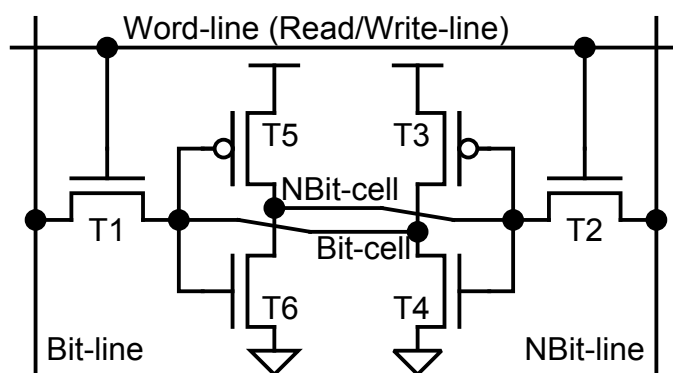 Word-line (Read/Write-line)
T5 T3
NBit-cell
T1 T2
Bit-cell
T6 T4
Bit-line NBit-line